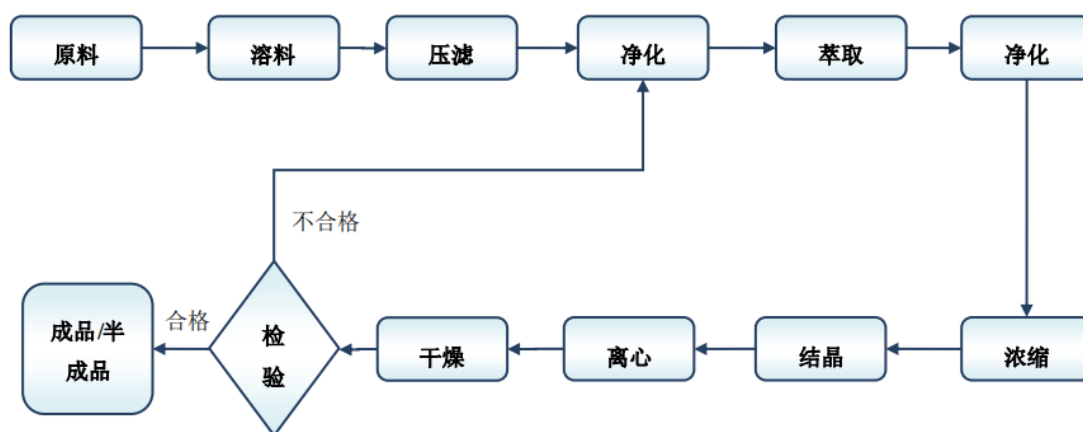 原料
溶料
压滤
净化
萃取
净化
不合格
成品/半
成品
合格
检
验
干燥
离心
结晶
浓缩